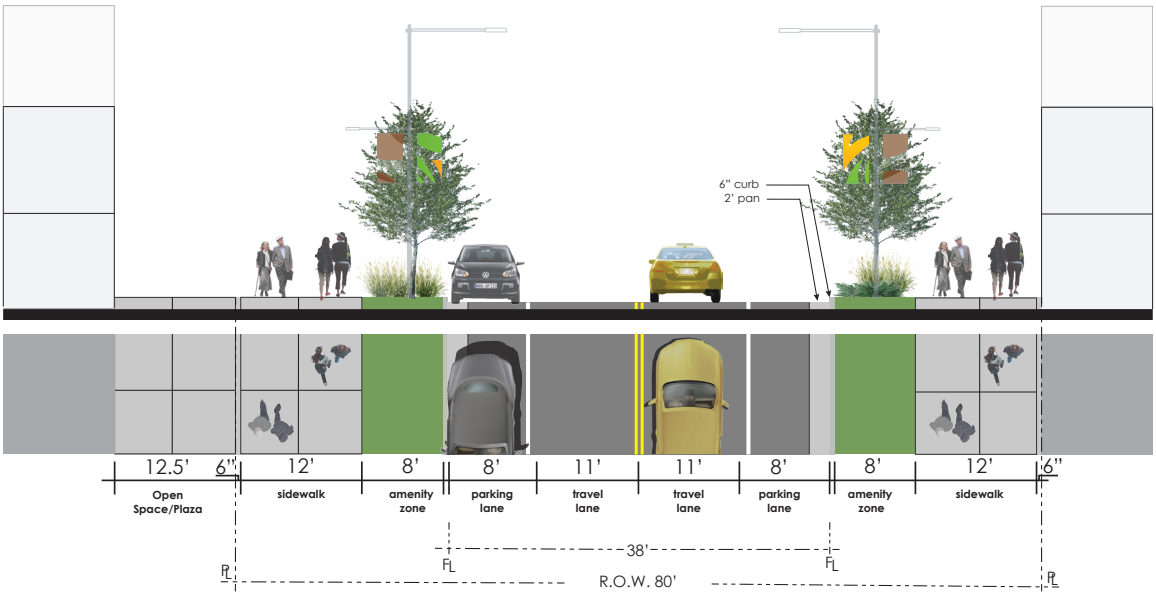 6” curb
2’ pan
12.5’ 6” 12’ 8’ 8’ 11’ 11’ 8’ 8’ 12’ 6”
Open
Space/Plaza
sidewalk
amenity
zone
parking
lane
travel
lane
travel
lane
parking
lane
amenity
zone
sidewalk
38’
FL
FL
PL
R.O.W. 80’
PL